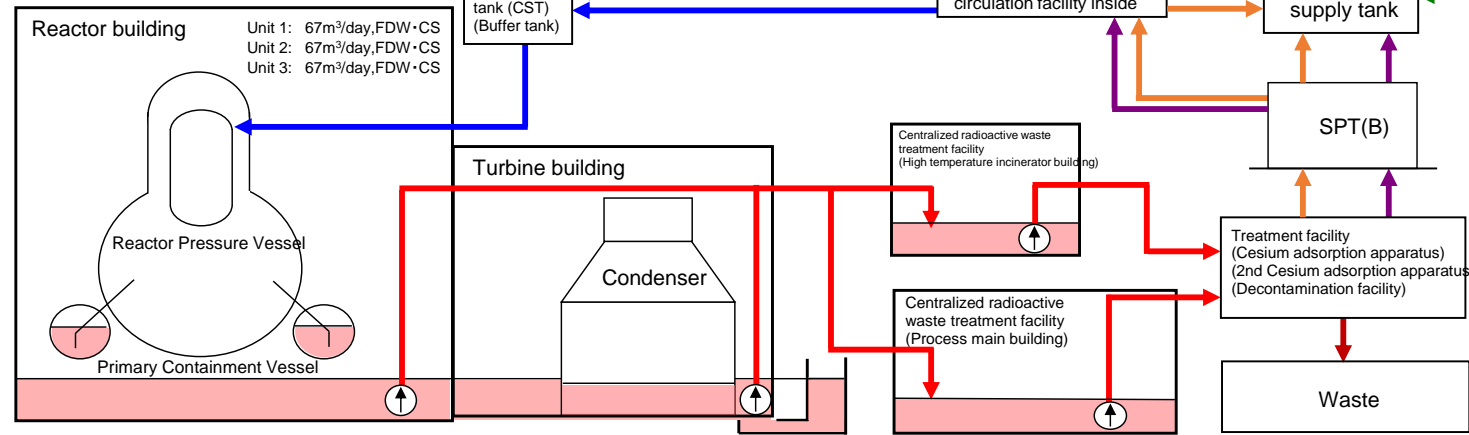 tank (CST)
(Buffer tank)
circulation facility inside
supply tank
Reactor building
Unit 1: 67m³/day,FDW・CS
Unit 2: 67m³/day,FDW・CS
Unit 3: 67m³/day,FDW・CS
SPT(B)
Centralized radioactive waste
treatment facility
(High temperature incinerator building)
Turbine building
Reactor Pressure Vessel
Condenser
Treatment facility
(Cesium adsorption apparatus)
(2nd Cesium adsorption apparatus
(Decontamination facility)
Centralized radioactive
waste treatment facility
(Process main building)
Primary Containment Vessel
Waste